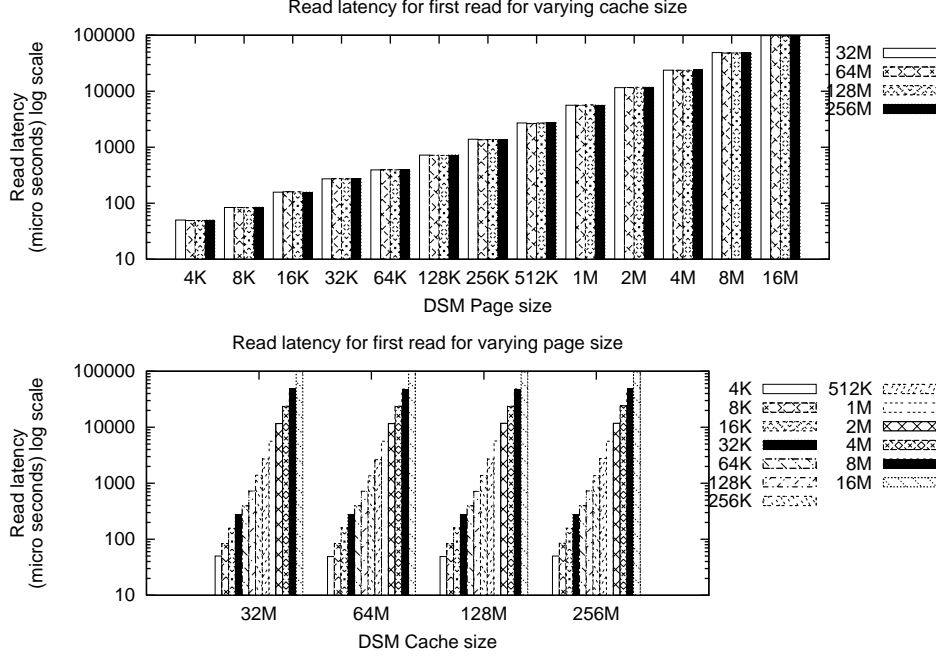 Read latency for first read for varying cache size
Read latency
(micro seconds) log scale
100000
10000
1000
100
10
4K 8K 16K 32K 64K 128K 256K 512K 1M 2M 4M 8M 16M
DSM Page size
32M
64M
128M
256M
Read latency for first read for varying page size
Read latency
(micro seconds) log scale
100000
10000
1000
100
10
32M 64M 128M 256M
DSM Cache size
4K
8K
16K
32K
64K
128K
256K
512K
1M
2M
4M
8M
16M